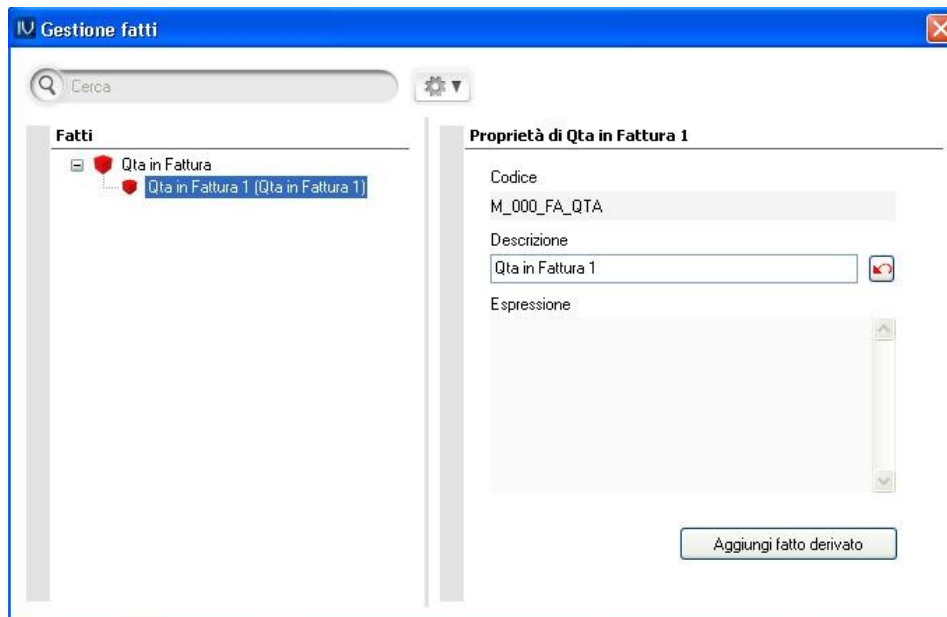 Gestione fatti
Cerca
Fatti
Qta in Fattura
Qta in Fattura 1 (Qta in Fattura 1)
Proprietà di Qta in Fattura 1
Codice
M_000_FA_QTA
Descrizione
Qta in Fattura 1
Espressione
Aggiungi fatto derivato